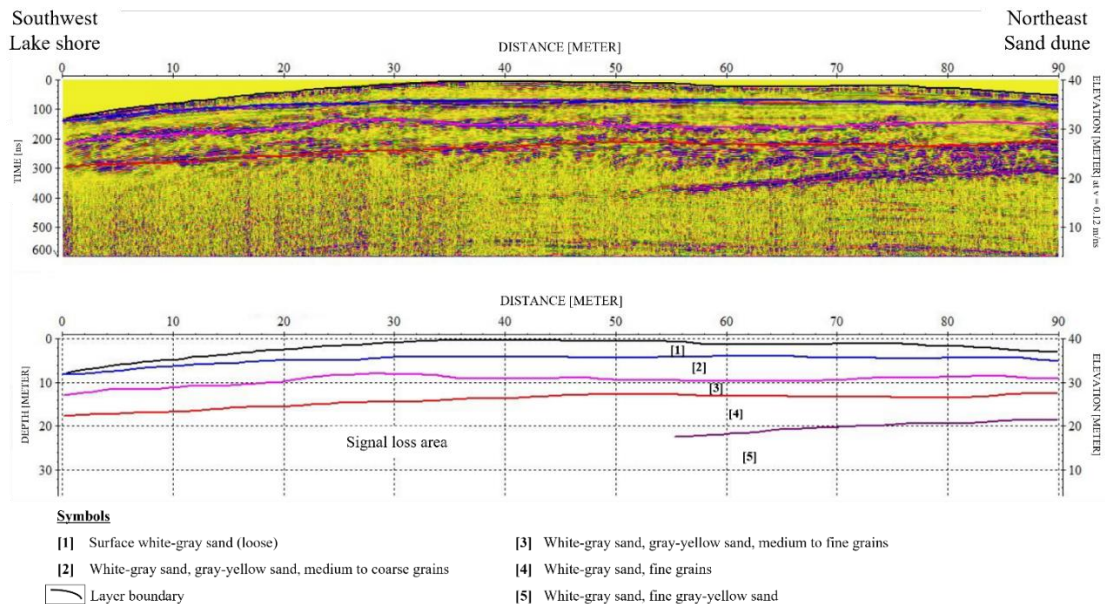 Southwest
Lake shore
Northeast
Sand dune
DISTANCE [METER]
0 10 20 30 40 50 60 70 80 90
TIME [ns]
0
100
200
300
400
500
600
40
30
20
10
ELEVATION [METER] at v = 0.12 m/ns
DISTANCE [METER]
0 10 20 30 40 50 60 70 80 90
DEPTH [METER]
0
10
20
30
40
30
20
10
ELEVATION [METER]
[1]
[2]
[3]
[4]
Signal loss area
[5]
Symbols
[1] Surface white-gray sand (loose)
[2] White-gray sand, gray-yellow sand, medium to coarse grains
Layer boundary
[3] White-gray sand, gray-yellow sand, medium to fine grains
[4] White-gray sand, fine grains
[5] White-gray sand, fine gray-yellow sand